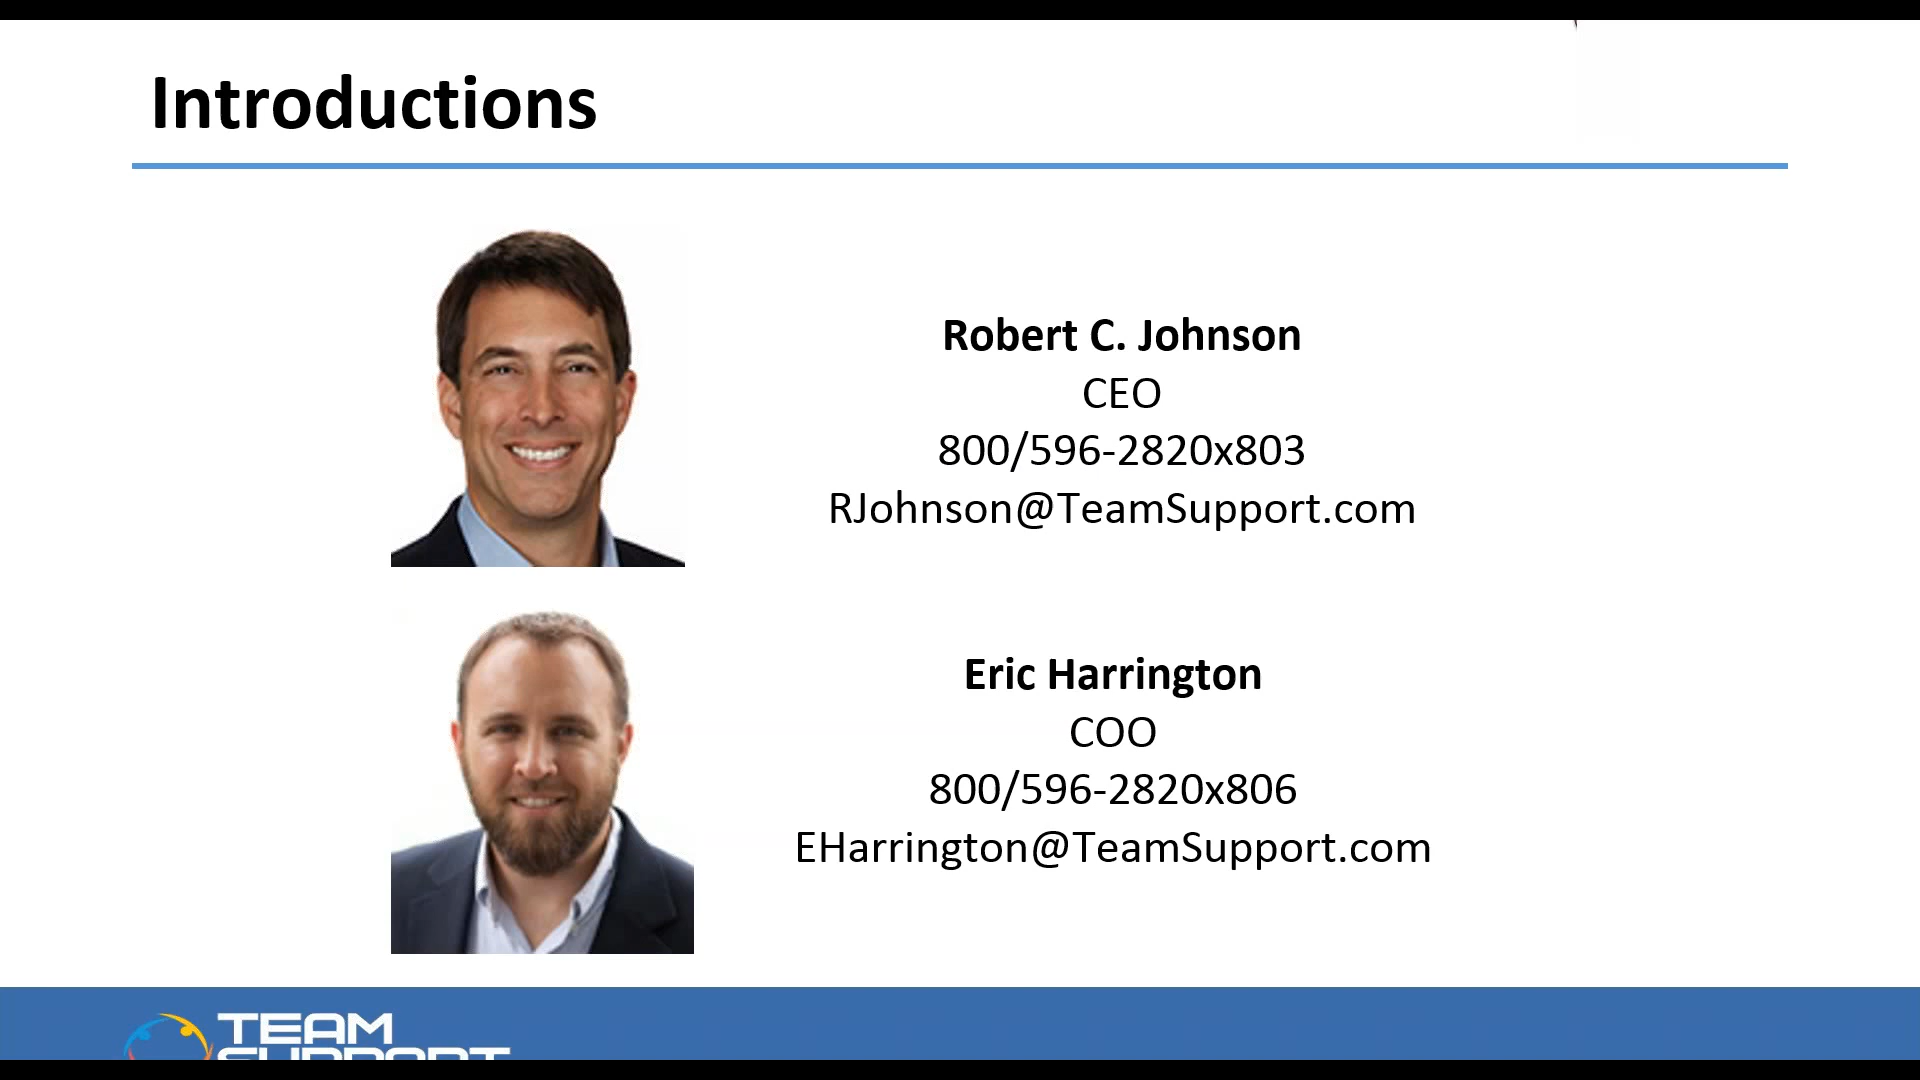 Introductions
Robert C. Johnson
CEO
800/596-2820x803
RJohnson@TeamSupport.com
Eric Harrington
COO
800/596-2820x806
EHarrington@TeamSupport.com
TEAM
SUPPORT